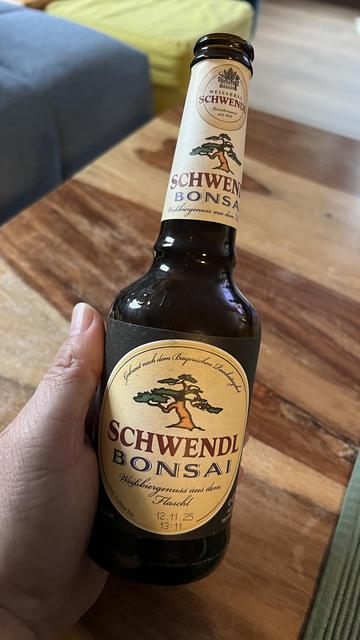 WEISSBRÄU
SCHWENDL
SCHWENDL
BONSAI
Weißbiergenuss aus dem
Gebraut nach dem Bayerischen Reinheitsgebot
SCHWENDL
BONSAI
Weißbiergenuss aus dem
Flaschl
12.11.25
13:11